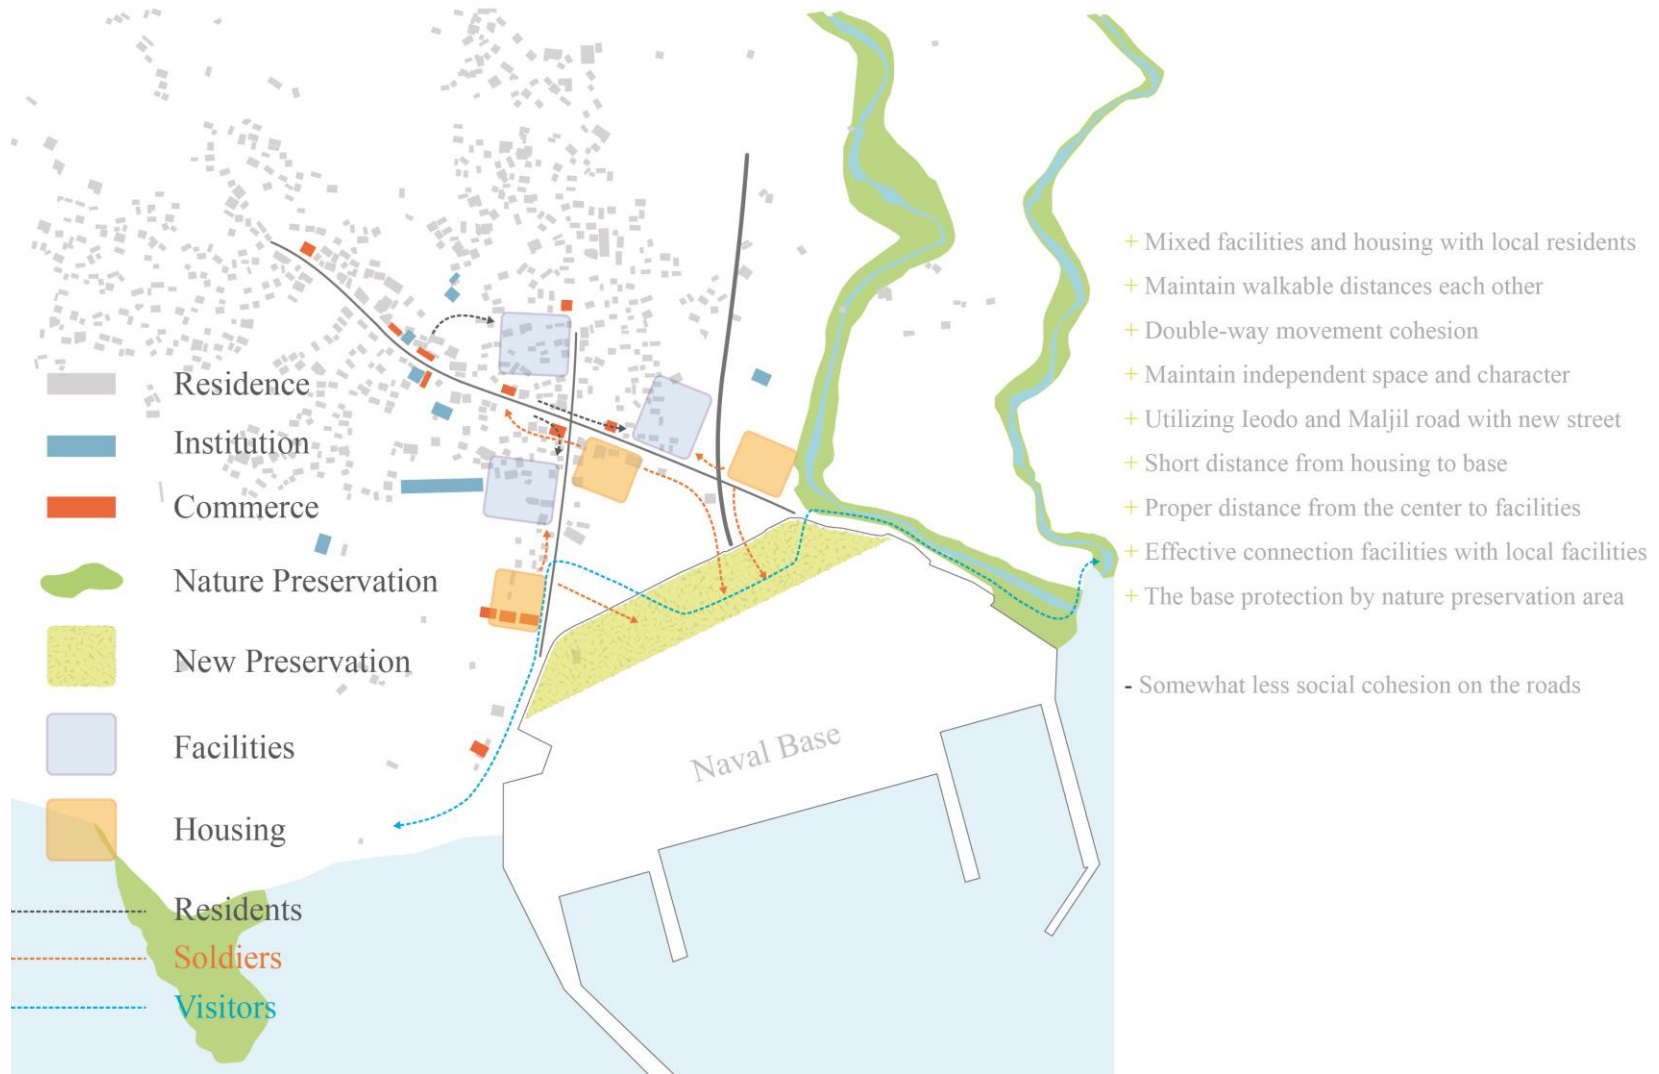 Residence
Institution
Commerce
Nature Preservation
New Preservation
Facilities
Housing
Residents
Soldiers
Visitors
Naval Base
+ Mixed facilities and housing with local residents
+ Maintain walkable distances each other
+ Double-way movement cohesion
+ Maintain independent space and character
+ Utilizing Ieodo and Maljil road with new street
+ Short distance from housing to base
+ Proper distance from the center to facilities
+ Effective connection facilities with local facilities
+ The base protection by nature preservation area
- Somewhat less social cohesion on the roads